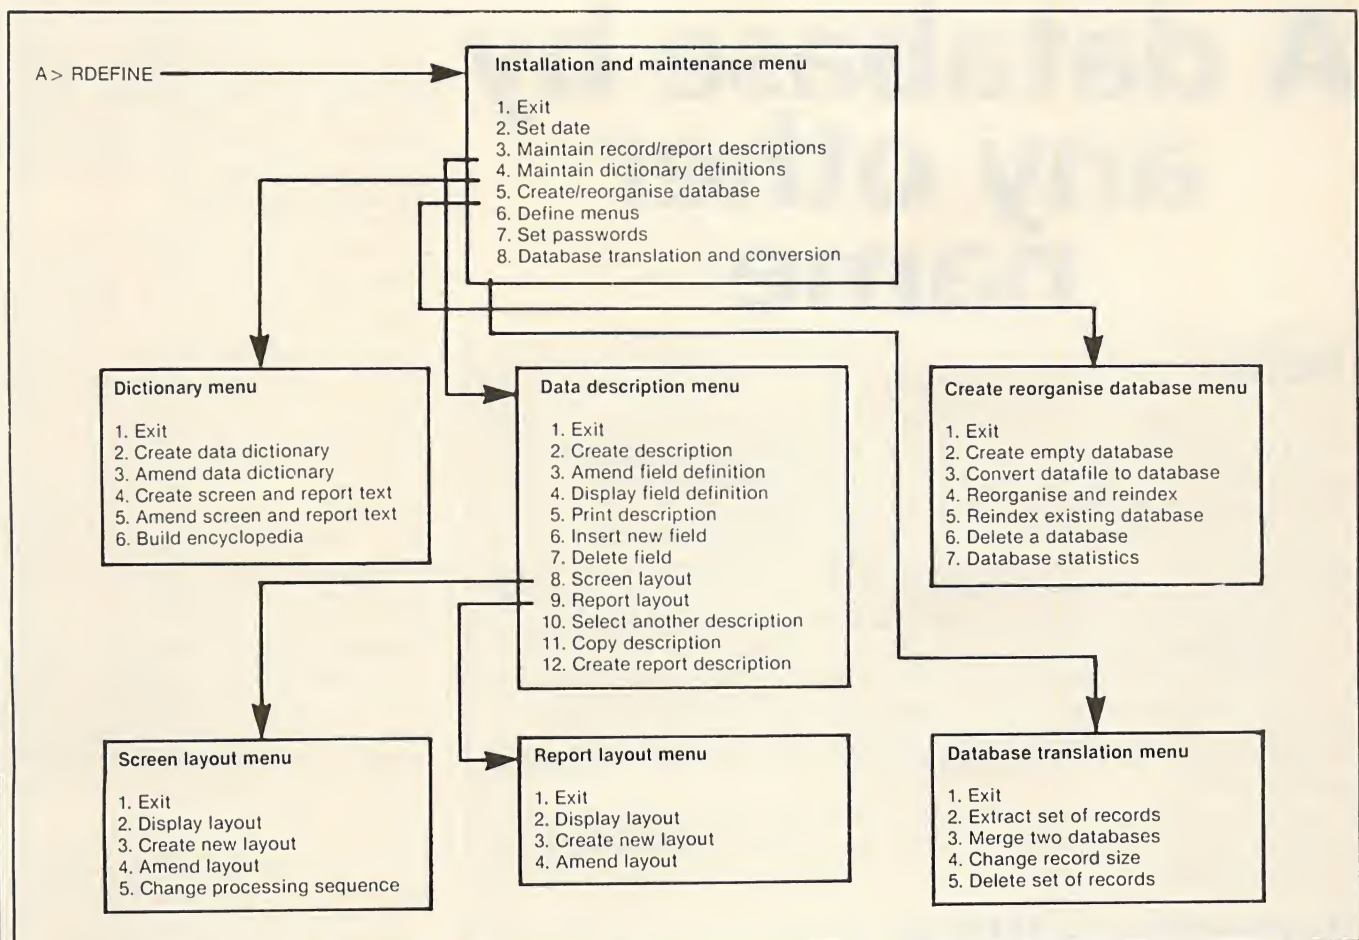 A> RDEFINE
Installation and maintenance menu
1. Exit
2. Set date
3. Maintain record/report descriptions
4. Maintain dictionary definitions
5. Create/reorganise database
6. Define menus
7. Set passwords
8. Database translation and conversion
Dictionary menu
1. Exit
2. Create data dictionary
3. Amend data dictionary
4. Create screen and report text
5. Amend screen and report text
6. Build encyclopedia
Data description menu
1. Exit
2. Create description
3. Amend field definition
4. Display field definition
5. Print description
6. Insert new field
7. Delete field
8. Screen layout
9. Report layout
10. Select another description
11. Copy description
12. Create report description
Create reorganise database menu
1. Exit
2. Create empty database
3. Convert datafile to database
4. Reorganise and reindex
5. Reindex existing database
6. Delete a database
7. Database statistics
Screen layout menu
1. Exit
2. Display layout
3. Create new layout
4. Amend layout
5. Change processing sequence
Report layout menu
1. Exit
2. Display layout
3. Create new layout
4. Amend layout
Database translation menu
1. Exit
2. Extract set of records
3. Merge two databases
4. Change record size
5. Delete set of records